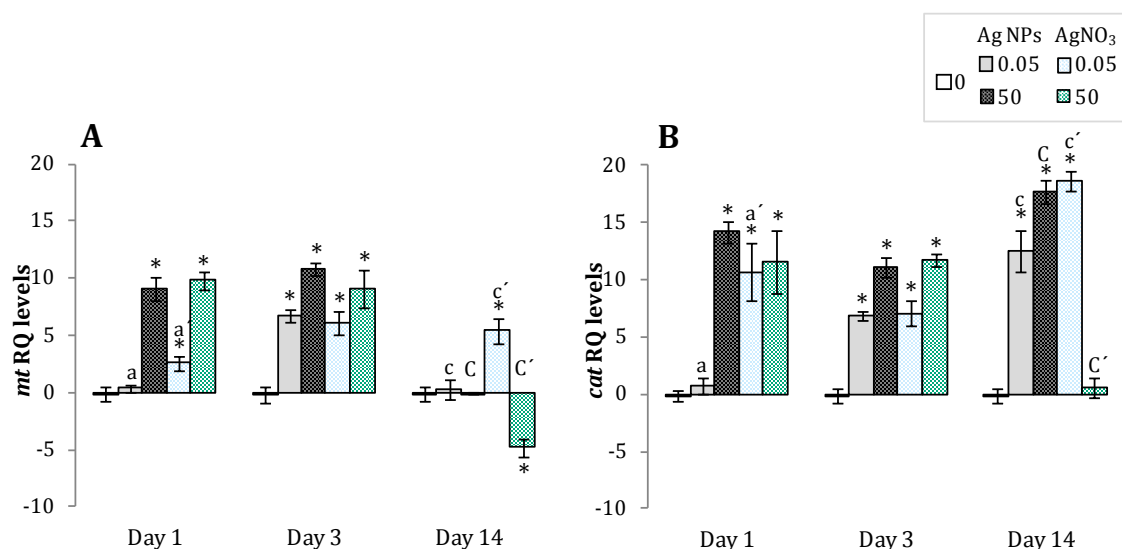 Ag NPs AgNO₃
0 0.05 0.05
50 50
A
mt RQ levels
20
15
10
5
0
-5
-10
a * a´ * *
* * * *
c C c´ * C´ *
Day 1 Day 3 Day 14
B
cat RQ levels
20
15
10
5
0
-5
-10
a * a´ * *
* * * *
c * C * c´ * C´
Day 1 Day 3 Day 14